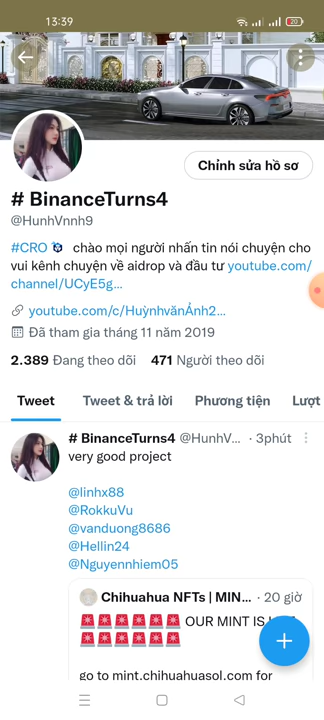 13:39
20
Chỉnh sửa hồ sơ
# BinanceTurns4
@HunhVnnh9
#CRO chào mọi người nhấn tin nói chuyện cho
vui kênh chuyện về aidrop và đầu tư youtube.com/
channel/UCyE5g...
youtube.com/c/HuỳnhvănÁnh2...
Đã tham gia tháng 11 năm 2019
2.389 Đang theo dõi 471 Người theo dõi
Tweet Tweet & trả lời Phương tiện Lượt
# BinanceTurns4 @HunhV... · 3phút
very good project
@linhx88
@RokkuVu
@vanduong8686
@Hellin24
@Nguyennhiem05
Chihuahua NFTs | MIN... · 20 giờ
🚨🚨🚨🚨🚨🚨 OUR MINT IS
🚨🚨🚨🚨🚨🚨
go to mint.chihuahuasol.com for